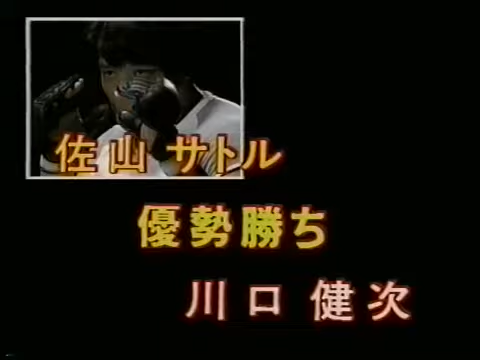 佐山 サトル
優勢勝ち
川口 健次